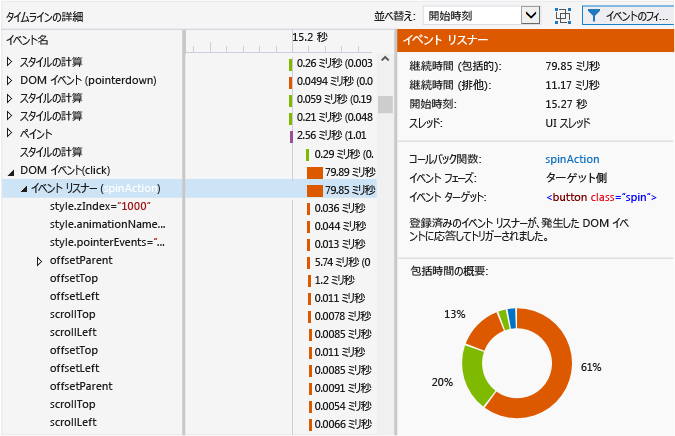 タイムラインの詳細
並べ替え: 開始時刻
イベントのフィ...
イベント名
15.2 秒
スタイルの計算 0.26 ミリ秒 (0.003
DOM イベント (pointerdown) 0.0494 ミリ秒 (0.0
スタイルの計算 0.059 ミリ秒 (0.19
スタイルの計算 0.21 ミリ秒 (0.048
ペイント 2.56 ミリ秒 (1.01
スタイルの計算 0.29 ミリ秒 (0.
DOM イベント(click) 79.89 ミリ秒
イベント リスナー (spinAction) 79.85 ミリ秒
style.zIndex="1000" 0.036 ミリ秒
style.animationName... 0.044 ミリ秒
style.pointerEvents="... 0.013 ミリ秒
offsetParent 5.74 ミリ秒 (0
offsetTop 1.2 ミリ秒
offsetLeft 0.011 ミリ秒
scrollTop 0.0078 ミリ秒
scrollLeft 0.0085 ミリ秒
offsetTop 0.011 ミリ秒
offsetLeft 0.0085 ミリ秒
offsetParent 0.0091 ミリ秒
scrollTop 0.0054 ミリ秒
scrollLeft 0.0066 ミリ秒
イベント リスナー
継続時間 (包括的): 79.85 ミリ秒
継続時間 (排他): 11.17 ミリ秒
開始時刻: 15.27 秒
スレッド: UI スレッド
コールバック関数: spinAction
イベント フェーズ: ターゲット側
イベント ターゲット: <button class="spin">
登録済みのイベント リスナーが、発生した DOM イベ
ントに応答してトリガーされました。
包括時間の概要:
13%
61%
20%